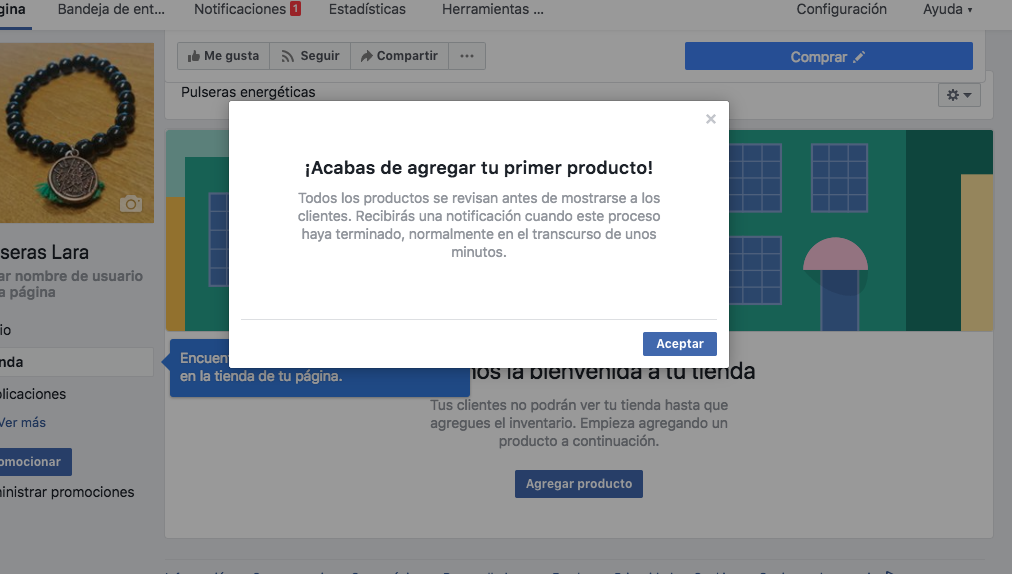 gina Bandeja de ent... Notificaciones 1 Estadísticas Herramientas ... Configuración Ayuda
Me gusta Seguir Compartir ... Comprar
Pulseras energéticas
¡Acabas de agregar tu primer producto!
Todos los productos se revisan antes de mostrarse a los
clientes. Recibirás una notificación cuando este proceso
haya terminado, normalmente en el transcurso de unos
minutos.
Aceptar
seras Lara
ar nombre de usuario
a página
io
nda
Encuen
en la tienda de tu página.
la bienvenida a tu tienda
blicaciones
Ver más
Tus clientes no podrán ver tu tienda hasta que
agregues el inventario. Empieza agregando un
producto a continuación.
omocionar
Agregar producto
ministrar promociones